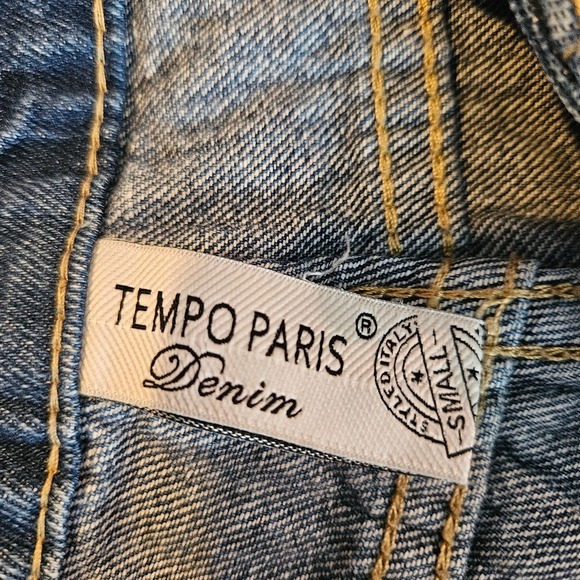 TEMPO PARIS®
Denim
STYLED ITALY
SMALL